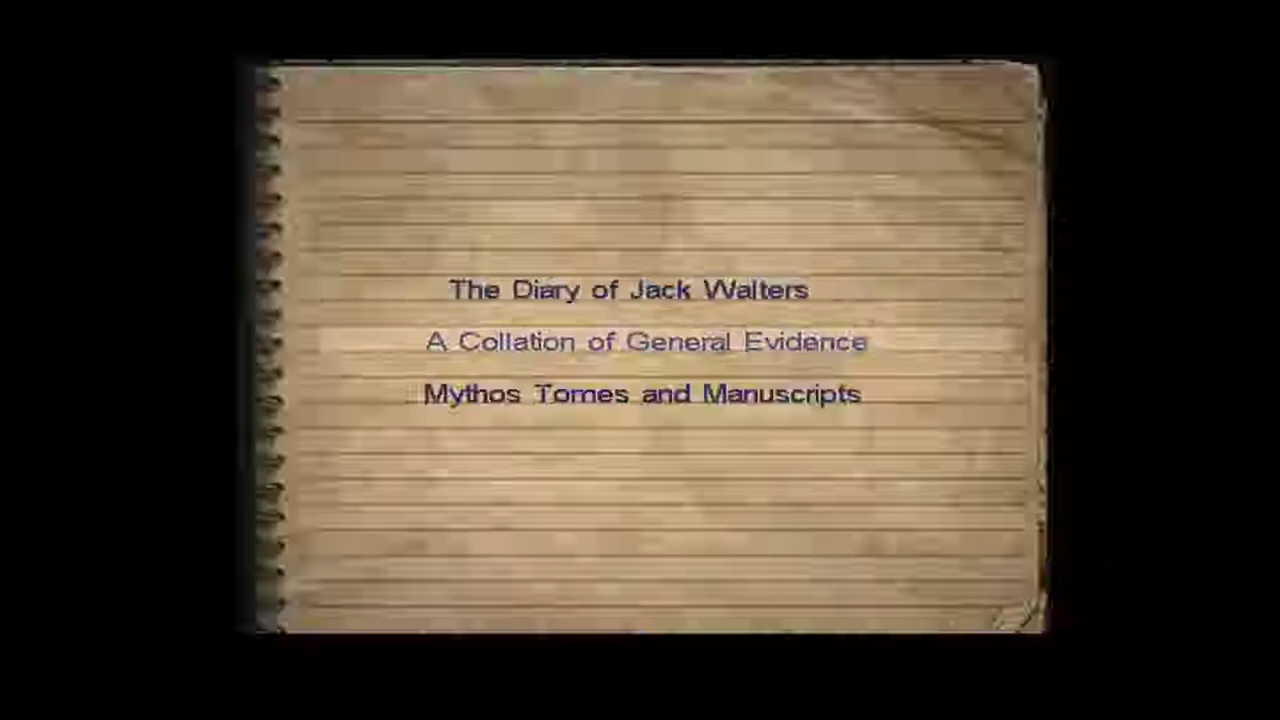 The Diary of Jack Walters
A Collation of General Evidence
Mythos Tomes and Manuscripts